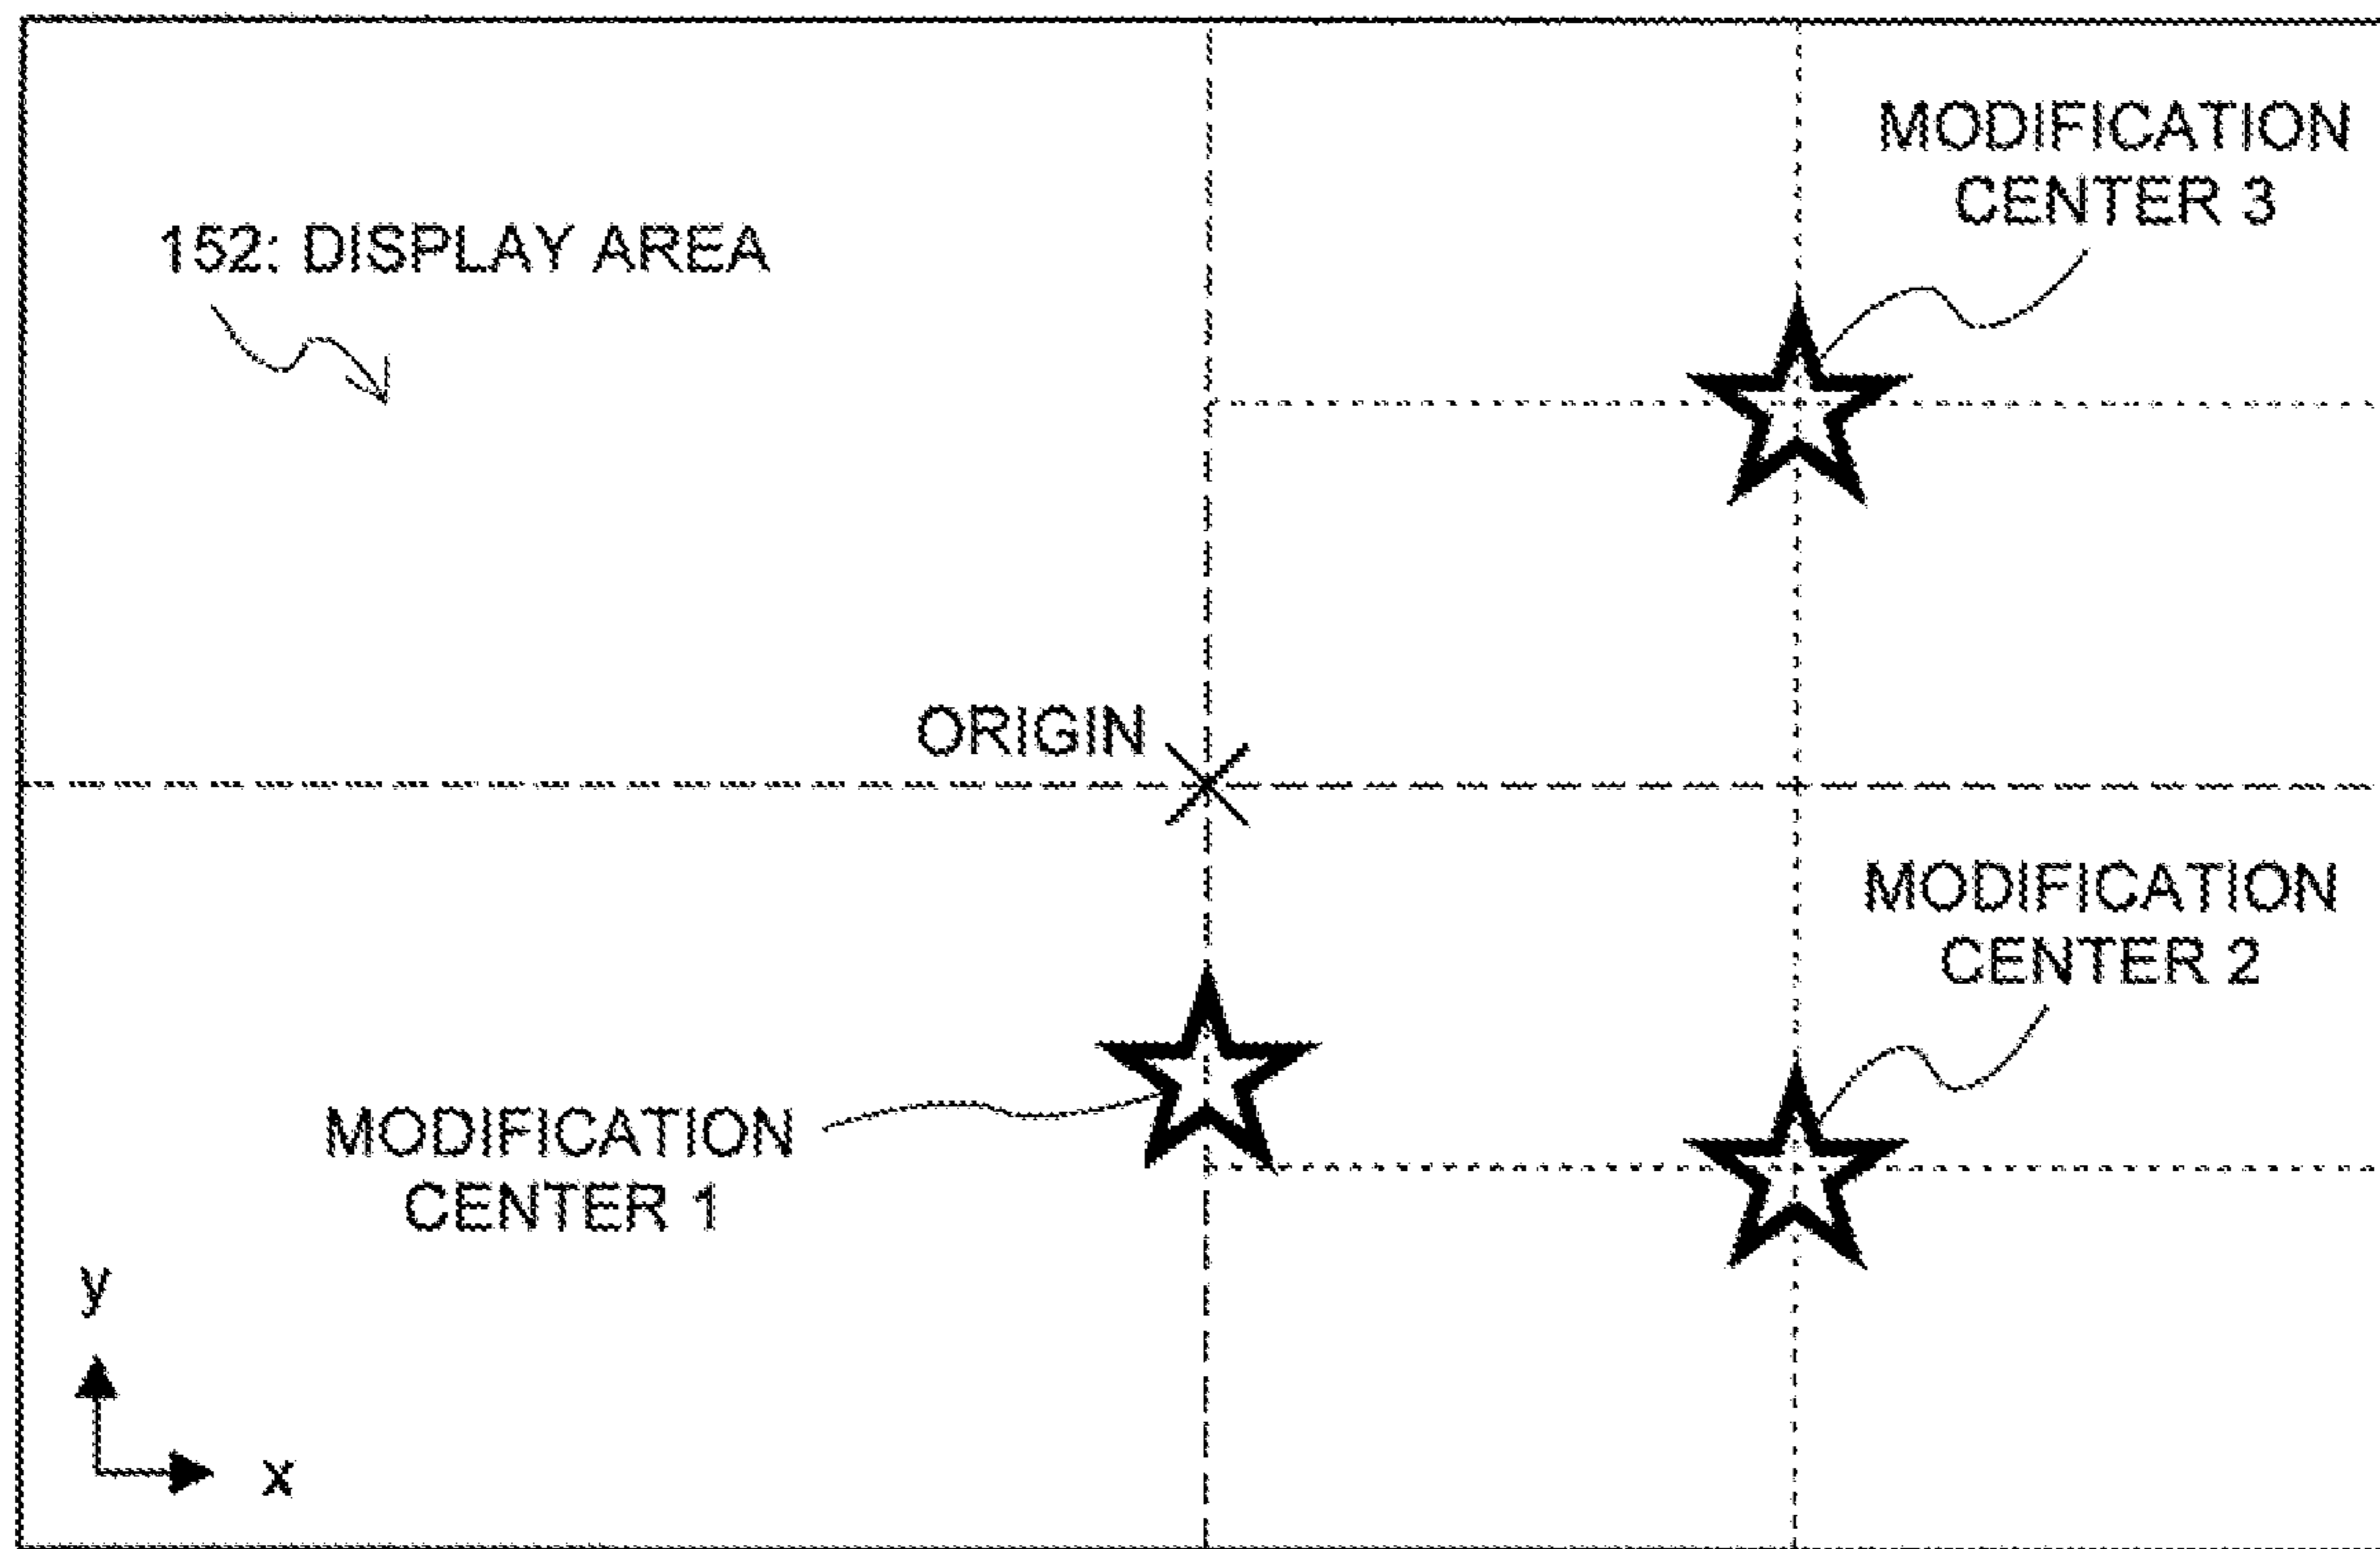 MODIFICATION
CENTER 3
152: DISPLAY AREA
ORIGIN
MODIFICATION
CENTER 2
MODIFICATION
CENTER 1
y
x